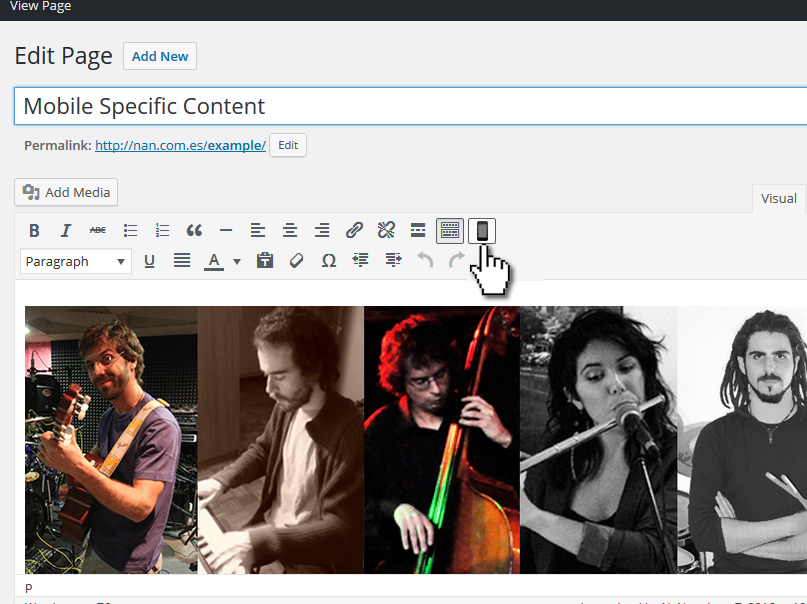 View Page
Edit Page Add New
Mobile Specific Content
Permalink: http://nan.com.es/example/ Edit
Add Media
Visual
B I ABC
Paragraph U A T Ω
p